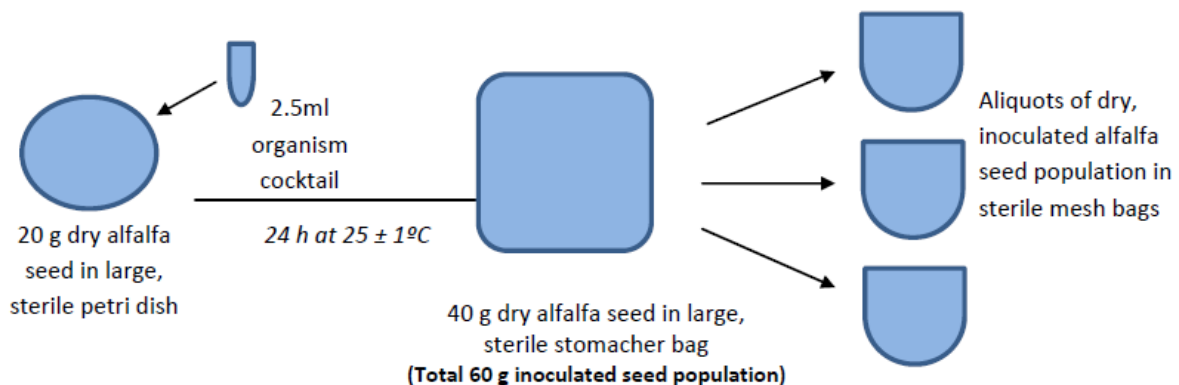 2.5ml
organism
cocktail
24 h at 25 ± 1ºC
20 g dry alfalfa
seed in large,
sterile petri dish
40 g dry alfalfa seed in large,
sterile stomacher bag
(Total 60 g inoculated seed population)
Aliquots of dry,
inoculated alfalfa
seed population in
sterile mesh bags